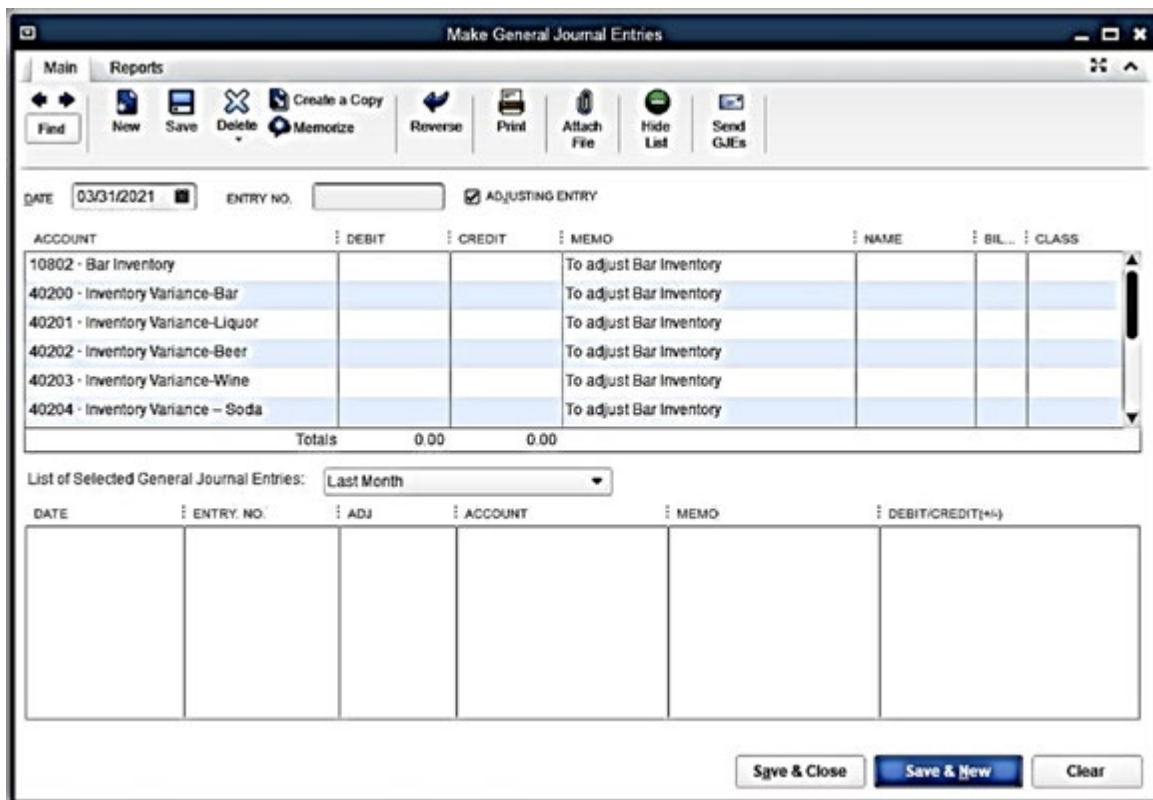 Make General Journal Entries
Main Reports
Find New Save Delete Create a Copy Memorize Reverse Print Attach File Hide List Send GJEs
DATE 03/31/2021 ENTRY NO. ADJUSTING ENTRY
ACCOUNT DEBIT CREDIT MEMO NAME BIL... CLASS
10802 - Bar Inventory To adjust Bar Inventory
40200 - Inventory Variance-Bar To adjust Bar Inventory
40201 - Inventory Variance-Liquor To adjust Bar Inventory
40202 - Inventory Variance-Beer To adjust Bar Inventory
40203 - Inventory Variance-Wine To adjust Bar Inventory
40204 - Inventory Variance – Soda To adjust Bar Inventory
Totals 0.00 0.00
List of Selected General Journal Entries: Last Month
DATE ENTRY. NO. ADJ ACCOUNT MEMO DEBIT/CREDIT(+/-)
Save & Close Save & New Clear